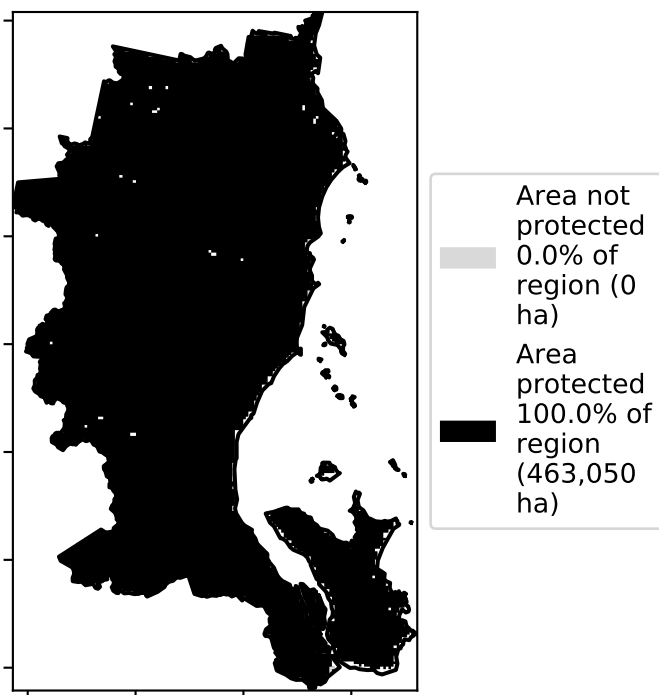 Area not
protected
0.0% of
region (0
ha)
Area
protected
100.0% of
region
(463,050
ha)